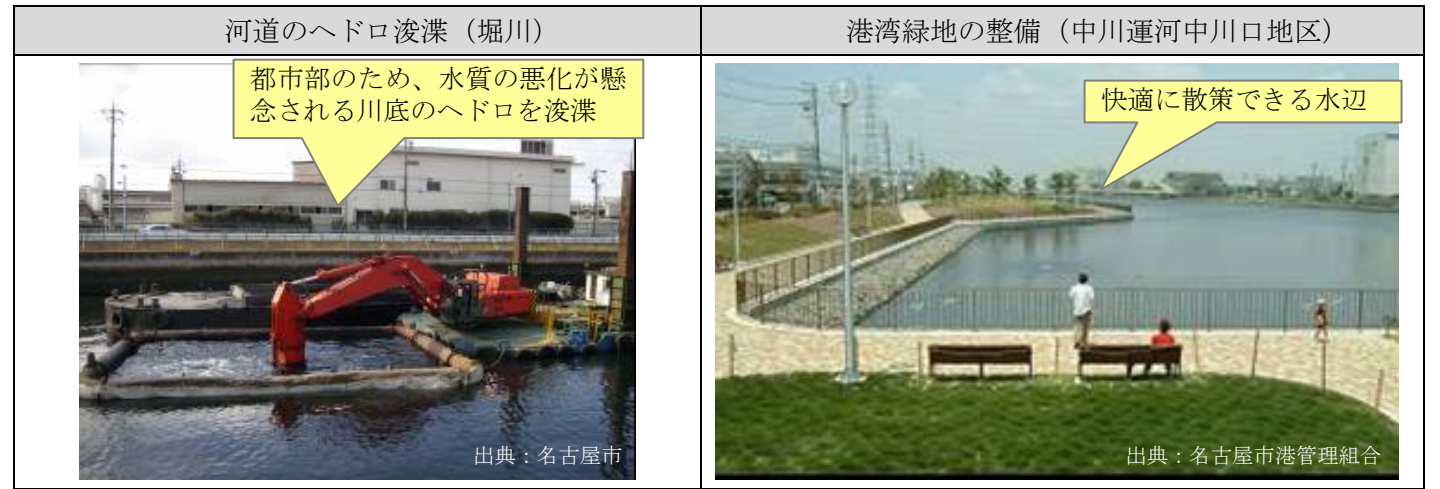 河道のヘドロ浚渫（堀川）
港湾緑地の整備（中川運河中川口地区）
都市部のため、水質の悪化が懸
念される川底のヘドロを浚渫
快適に散策できる水辺
出典：名古屋市
出典：名古屋市港管理組合